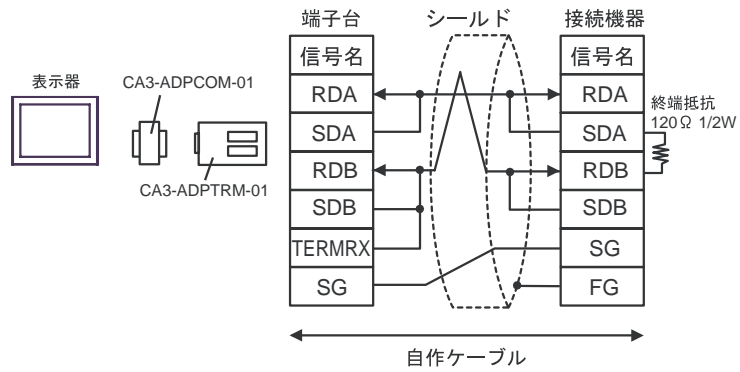 端子台
シールド
接続機器
信号名
信号名
表示器
CA3-ADPCOM-01
CA3-ADPTRM-01
RDA
SDA
RDB
SDB
TERMRX
SG
RDA
SDA
RDB
SDB
SG
FG
終端抵抗
120Ω 1/2W
自作ケーブル